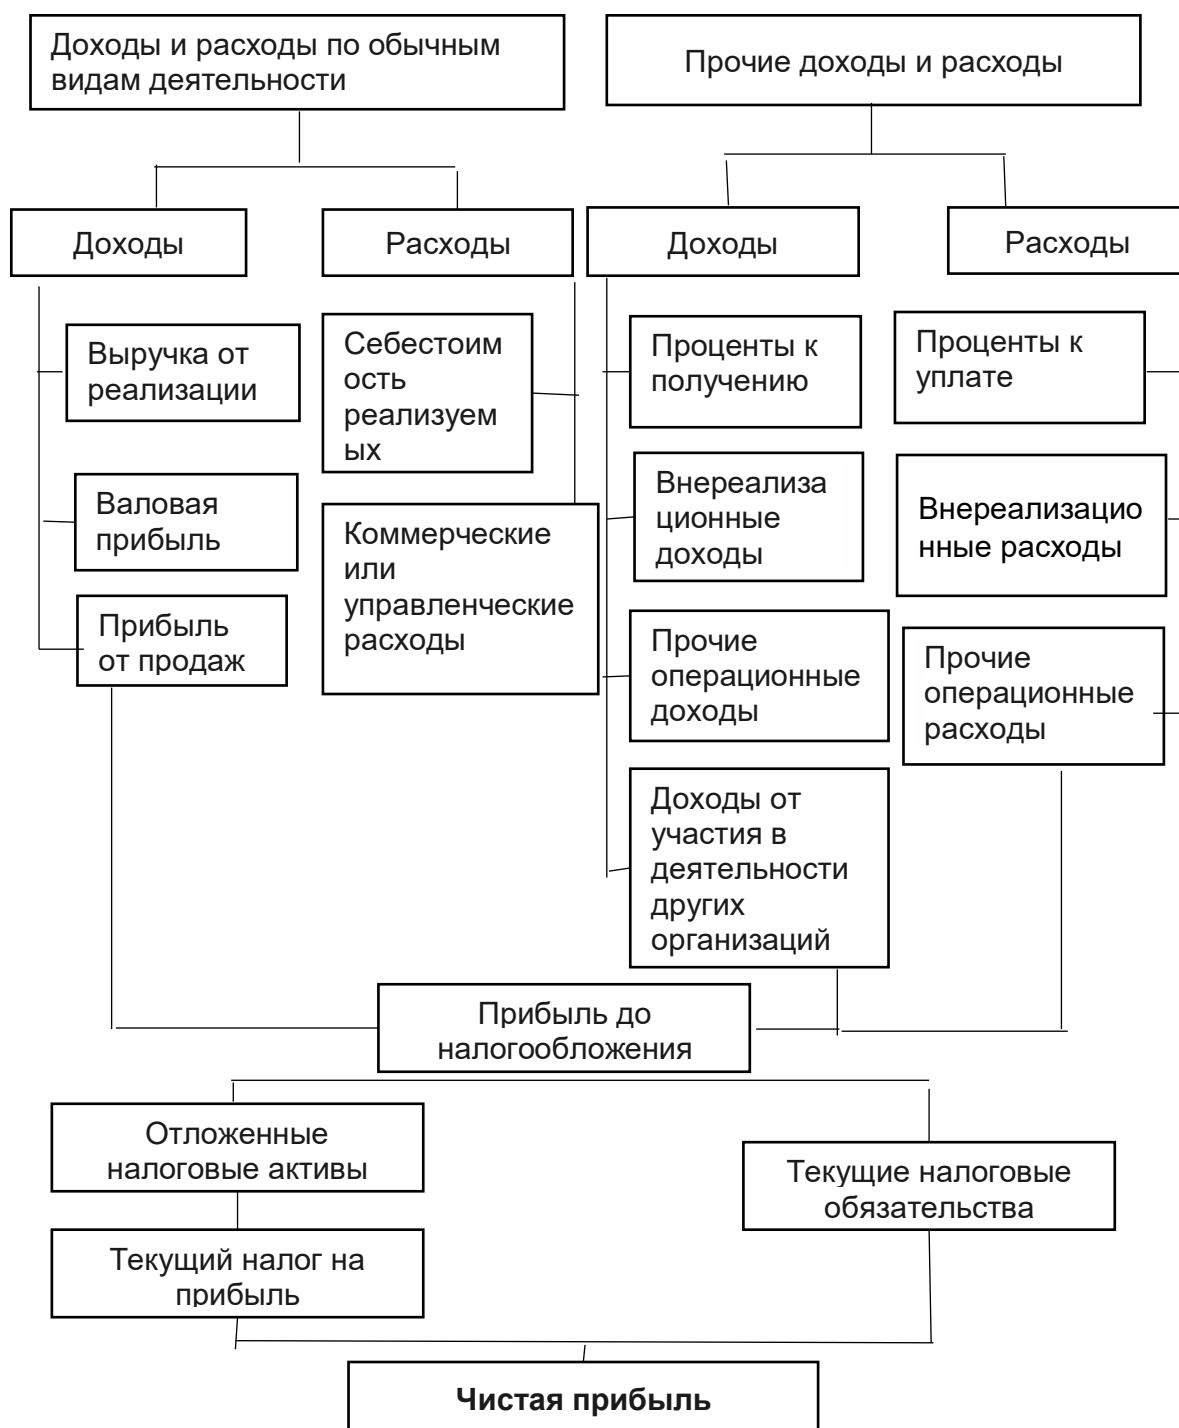 Доходы и расходы по обычным
видам деятельности
Прочие доходы и расходы
Доходы
Расходы
Доходы
Расходы
Выручка от
реализации
Себестоим
ость
реализуем
ых
Проценты к
получению
Проценты к
уплате
Валовая
прибыль
Коммерческие
или
управленческие
расходы
Внереализа
ционные
доходы
Внереализацио
нные расходы
Прибыль
от продаж
Прочие
операционные
доходы
Прочие
операционные
расходы
Доходы от
участия в
деятельности
других
организаций
Прибыль до
налогообложения
Отложенные
налоговые активы
Текущие налоговые
обязательства
Текущий налог на
прибыль
Чистая прибыль